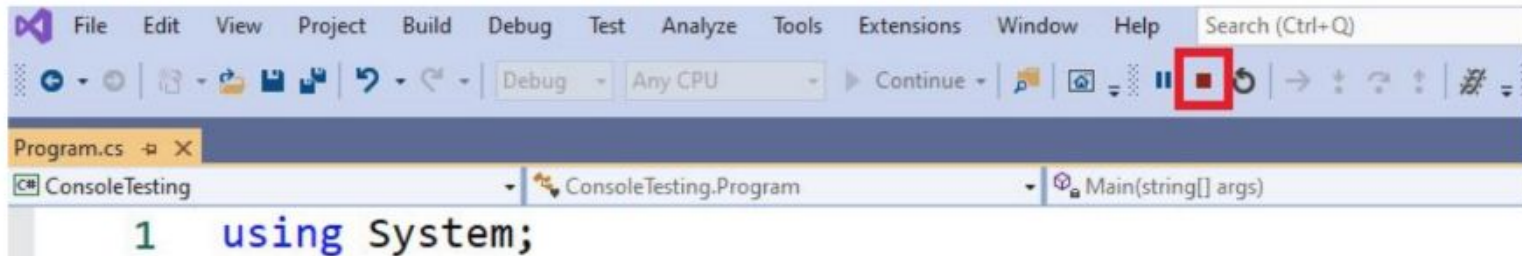 File Edit View Project Build Debug Test Analyze Tools Extensions Window Help Search (Ctrl+Q)
Debug Any CPU Continue
Program.cs
C# ConsoleTesting ConsoleTesting.Program Main(string[] args)
1 using System;